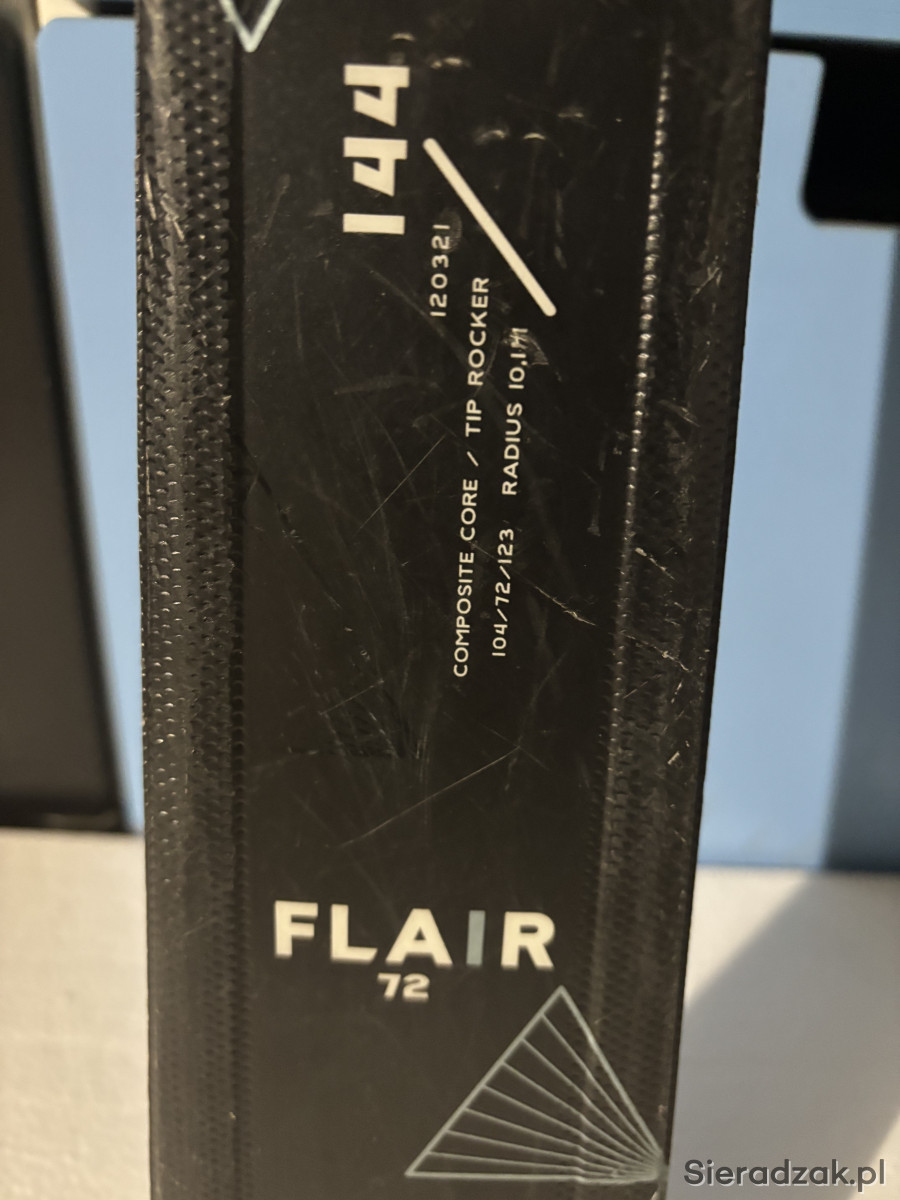 144
120321
COMPOSITE CORE / TIP ROCKER
104/72/123 RADIUS 10,1M
FLAIR
72
Sieradzak.pl